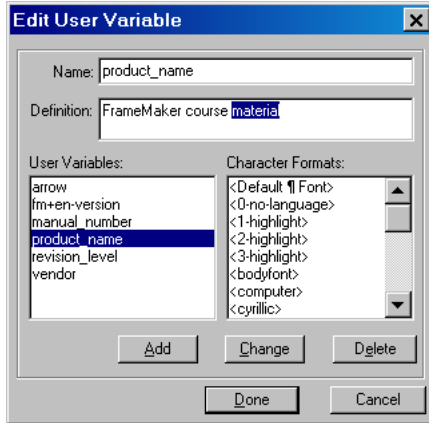 Edit User Variable
Name: product_name
Definition: FrameMaker course material
User Variables:
arrow
fm+en-version
manual_number
product_name
revision_level
vendor
Character Formats:
<Default ¶ Font>
<0-no-language>
<1-highlight>
<2-highlight>
<3-highlight>
<bodyfont>
<computer>
<cyrillic>
Add Change Delete
Done Cancel